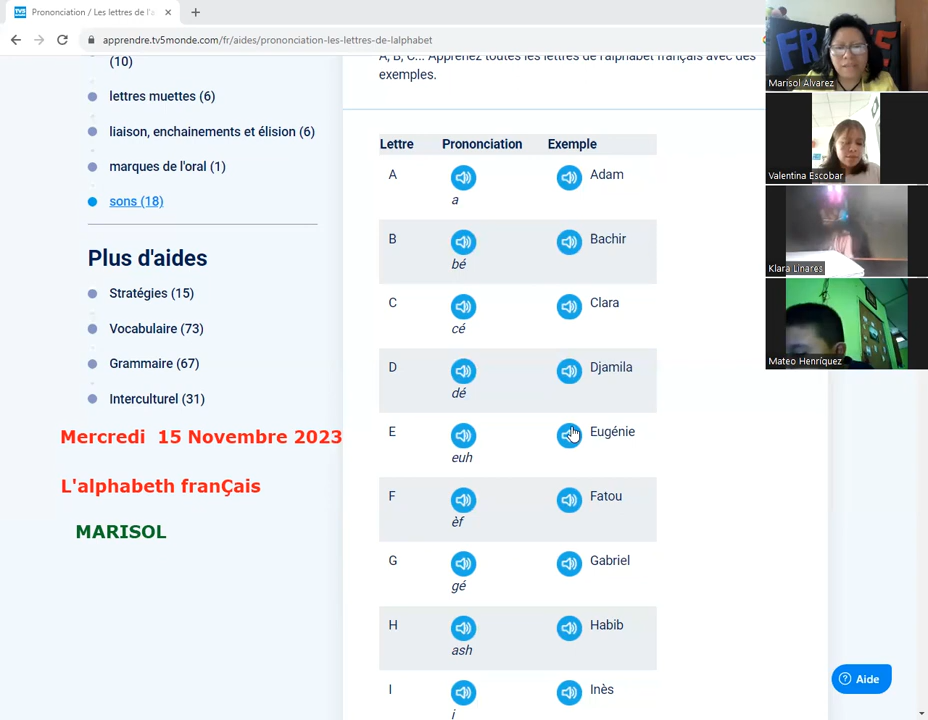 Prononciation / Les lettres de l'a
apprendre.tv5monde.com/fr/aides/prononciation-les-lettres-de-lalphabet
(10)
lettres muettes (6)
liaison, enchainements et élision (6)
marques de l'oral (1)
sons (18)
Plus d'aides
Stratégies (15)
Vocabulaire (73)
Grammaire (67)
Interculturel (31)
Mercredi 15 Novembre 2023
L'alphabeth franÇais
MARISOL
A, B, C... Apprenez toutes les lettres de l'alphabet français avec des
exemples.
Lettre Prononciation Exemple
A a Adam
B bé Bachir
C cé Clara
D dé Djamila
E euh Eugénie
F èf Fatou
G gé Gabriel
H ash Habib
I i Inès
Aide
Marisol Alvarez
Valentina Escobar
Klara Linares
Mateo Henríquez